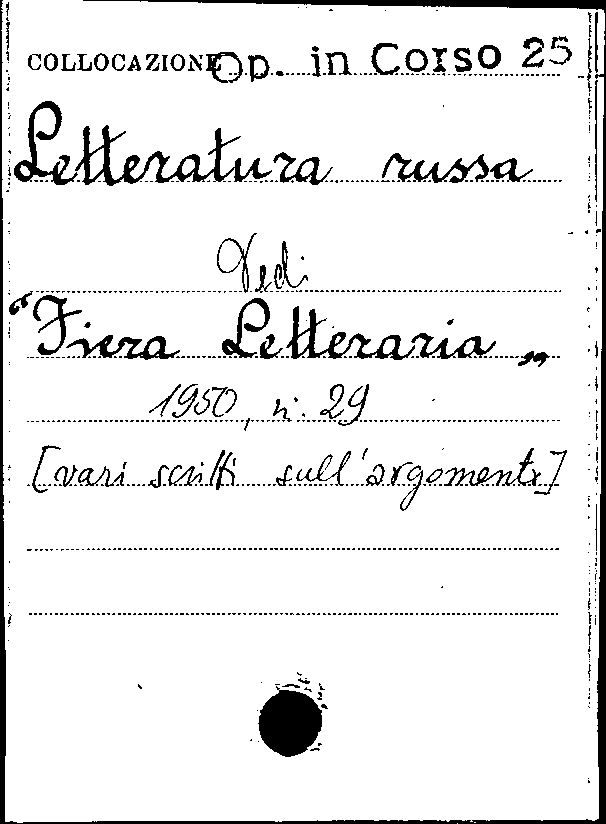 COLLOCAZIONE Op. in Corso 25
Letteratura russa
Vedi
"Fiera Letteraria"
1950, n. 29
[vari scritti sull'argomento]